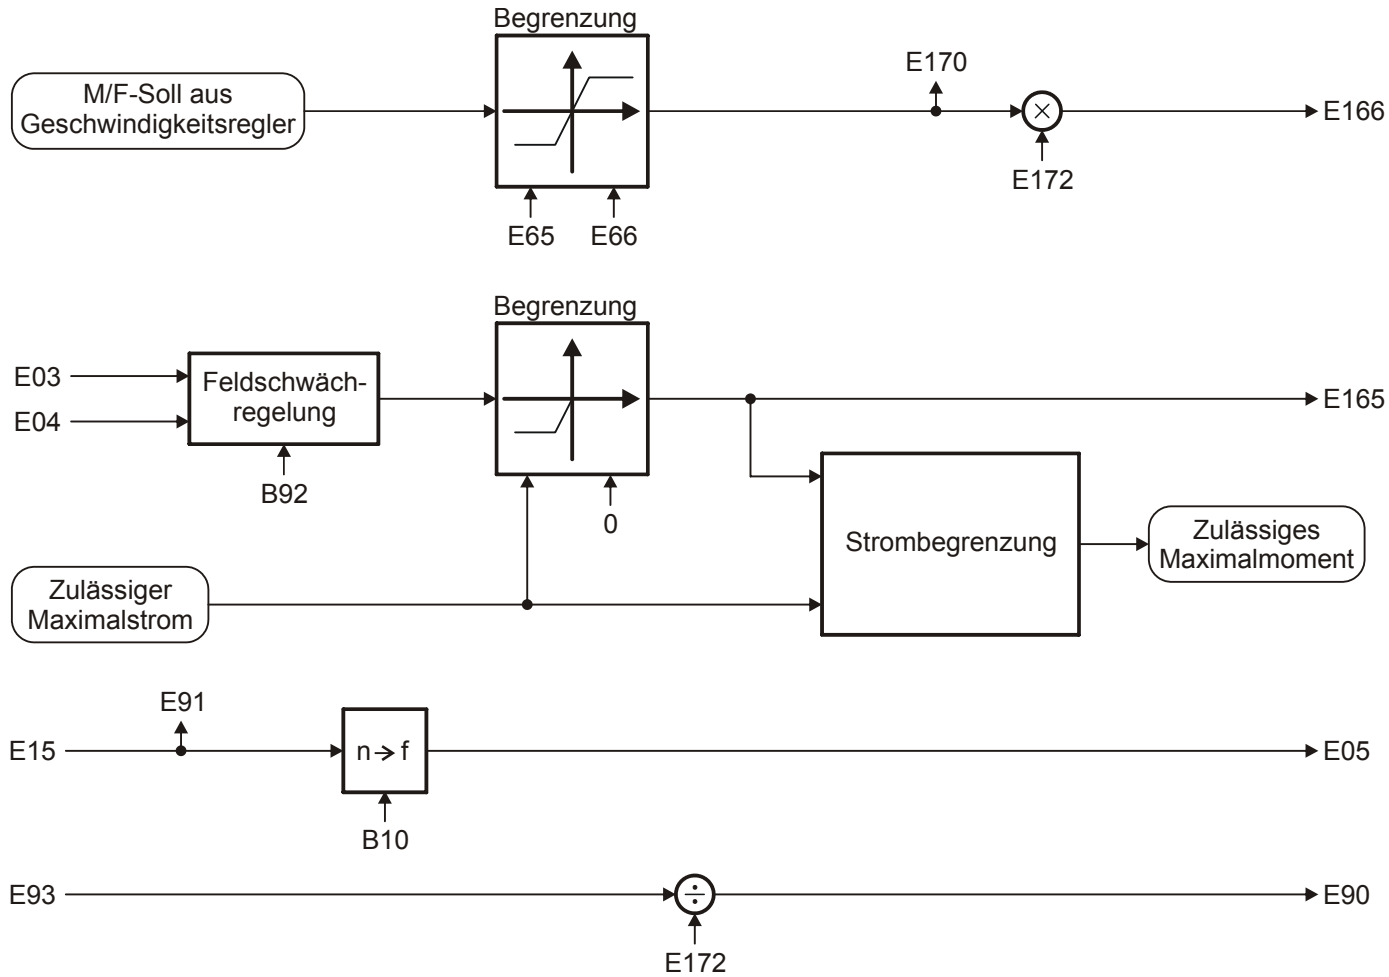 Begrenzung
M/F-Soll aus
Geschwindigkeitsregler
E170
×
E166
E172
E65
E66
Begrenzung
E03
E04
Feldschwäch-
regelung
B92
0
E165
Strombegrenzung
Zulässiges
Maximalmoment
Zulässiger
Maximalstrom
E91
E15
n→f
E05
B10
E93
÷
E90
E172